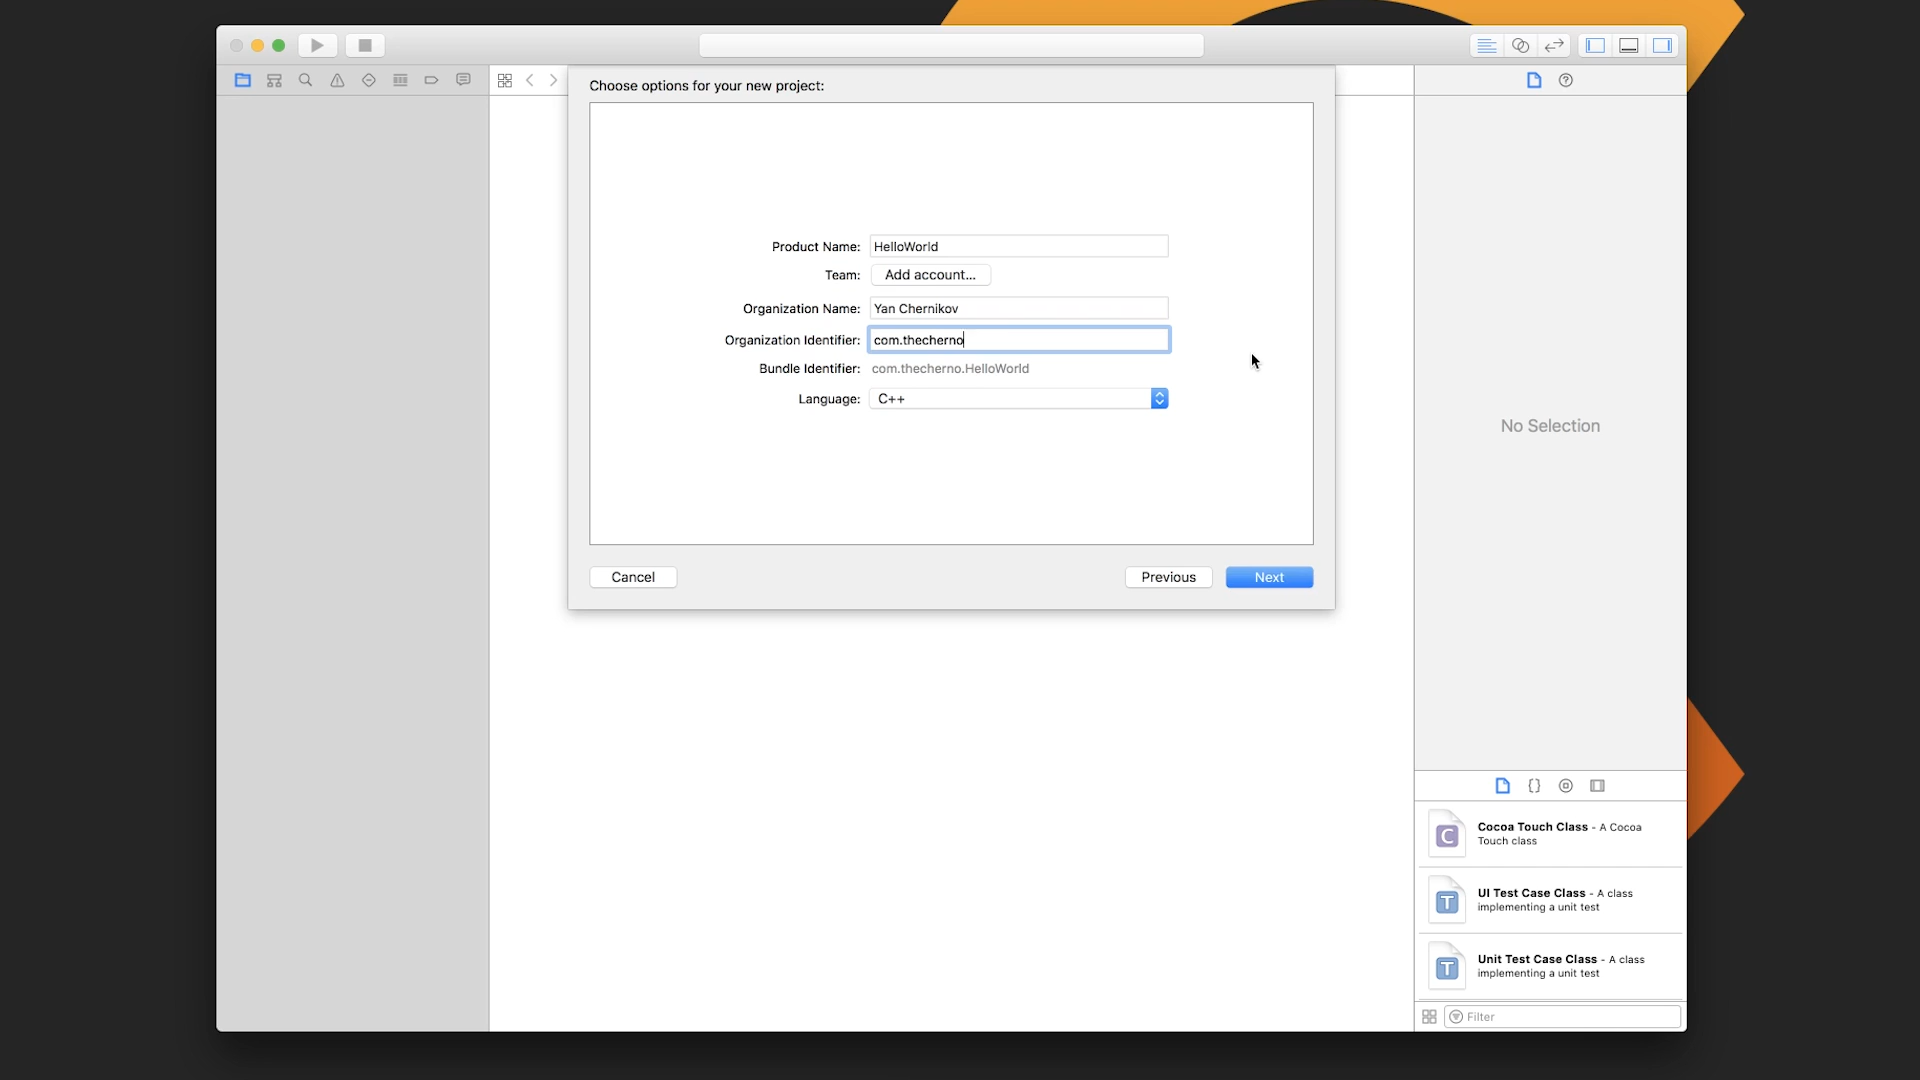 Choose options for your new project:
Product Name: HelloWorld
Team: Add account...
Organization Name: Yan Chernikov
Organization Identifier: com.thecherno
Bundle Identifier: com.thecherno.HelloWorld
Language: C++
Cancel
Previous
Next
No Selection
{}
C
Cocoa Touch Class - A Cocoa
Touch class
T
UI Test Case Class - A class
implementing a unit test
T
Unit Test Case Class - A class
implementing a unit test
Filter